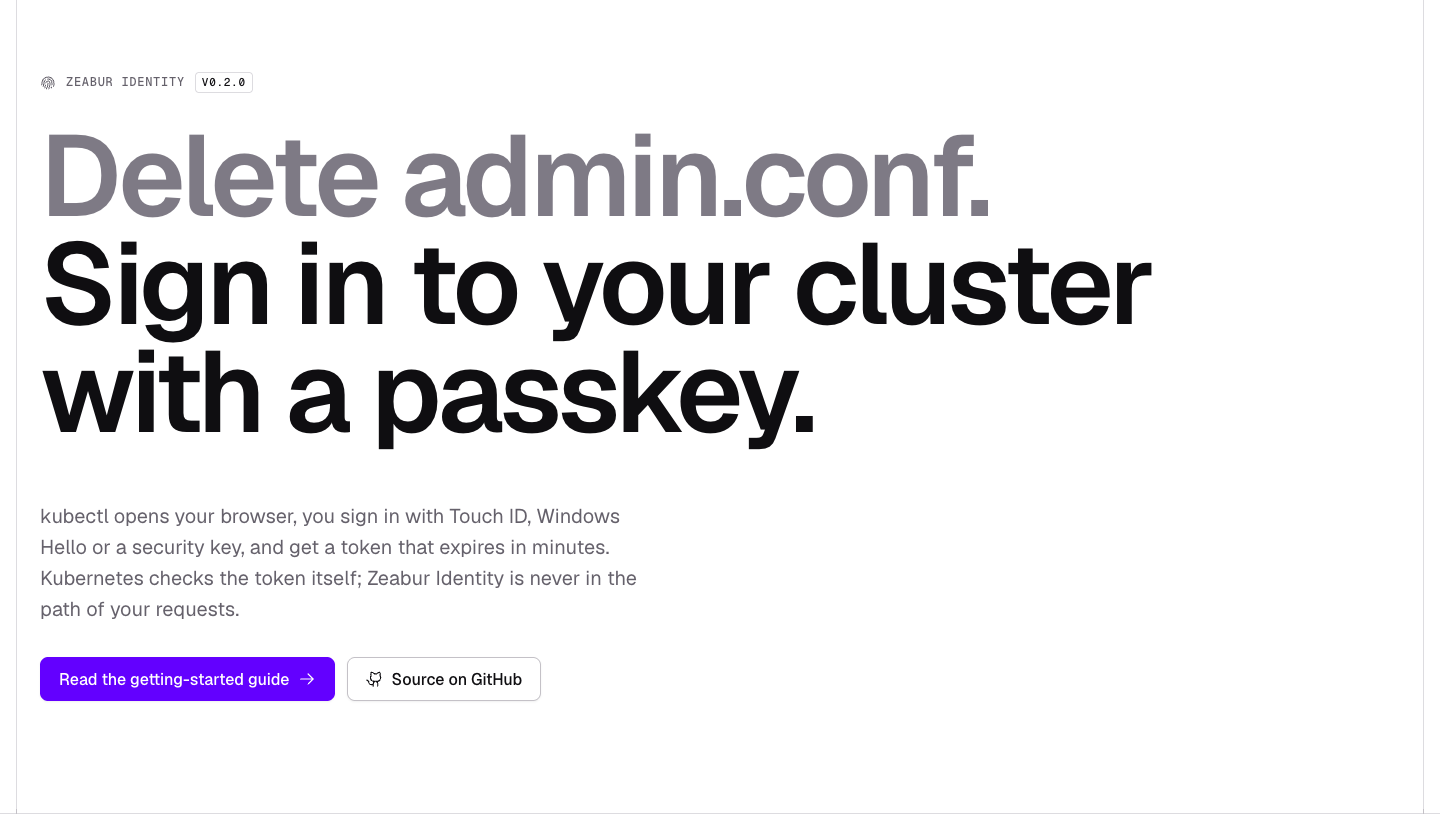 ZEABUR IDENTITY V0.2.0
Delete admin.conf.
Sign in to your cluster
with a passkey.
kubectl opens your browser, you sign in with Touch ID, Windows
Hello or a security key, and get a token that expires in minutes.
Kubernetes checks the token itself; Zeabur Identity is never in the
path of your requests.
Read the getting-started guide →
Source on GitHub